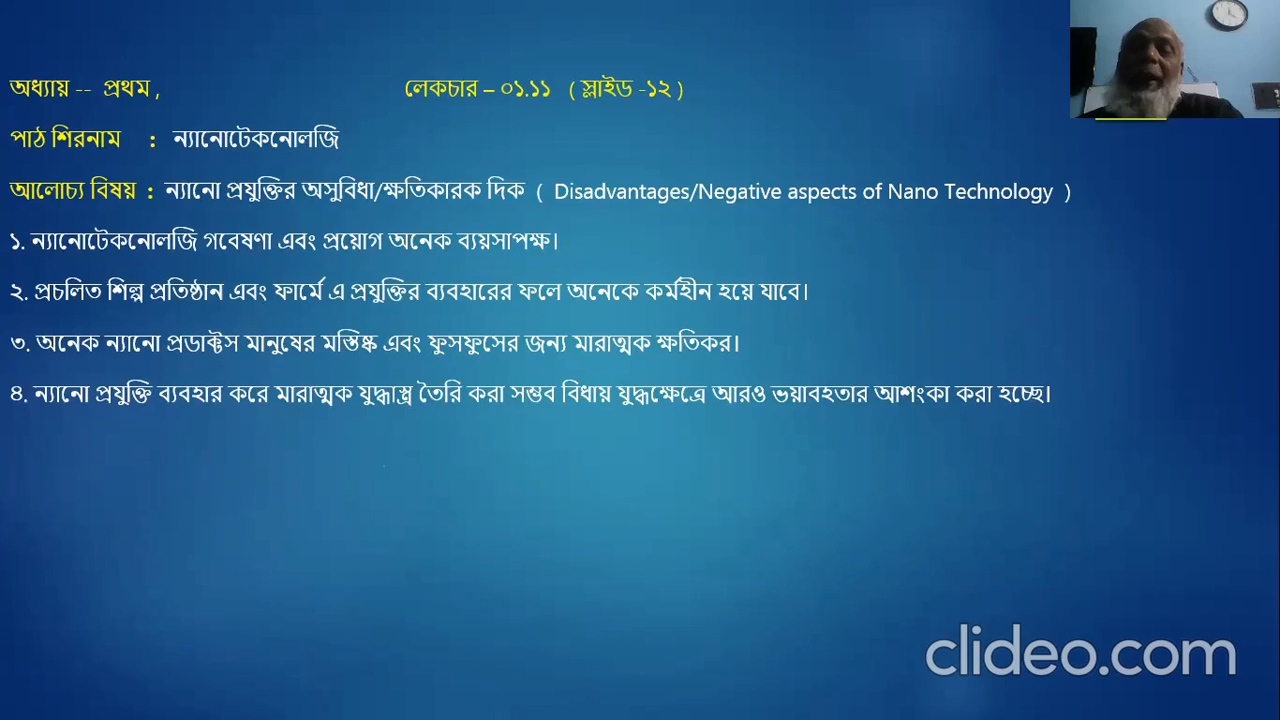 অধ্যায় -- প্রথম , লেকচার – ০১.১১ ( স্লাইড -১২ )
পাঠ শিরনাম : ন্যানোটেকনোলজি
আলোচ্য বিষয় : ন্যানো প্রযুক্তির অসুবিধা/ক্ষতিকারক দিক ( Disadvantages/Negative aspects of Nano Technology )
১. ন্যানোটেকনোলজি গবেষণা এবং প্রয়োগ অনেক ব্যয়সাপক্ষ।
২. প্রচলিত শিল্প প্রতিষ্ঠান এবং ফার্মে এ প্রযুক্তির ব্যবহারের ফলে অনেকে কর্মহীন হয়ে যাবে।
৩. অনেক ন্যানো প্রডাক্টস মানুষের মস্তিষ্ক এবং ফুসফুসের জন্য মারাত্মক ক্ষতিকর।
৪. ন্যানো প্রযুক্তি ব্যবহার করে মারাত্মক যুদ্ধাস্ত্র তৈরি করা সম্ভব বিধায় যুদ্ধক্ষেত্রে আরও ভয়াবহতার আশংকা করা হচ্ছে।
clideo.com